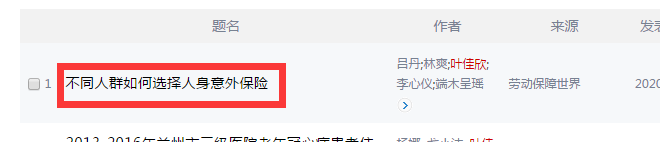 题名 作者 来源 发表
吕丹;林爽;叶佳欣;
1 不同人群如何选择人身意外保险 李心仪;端木呈瑶 劳动保障世界 2020